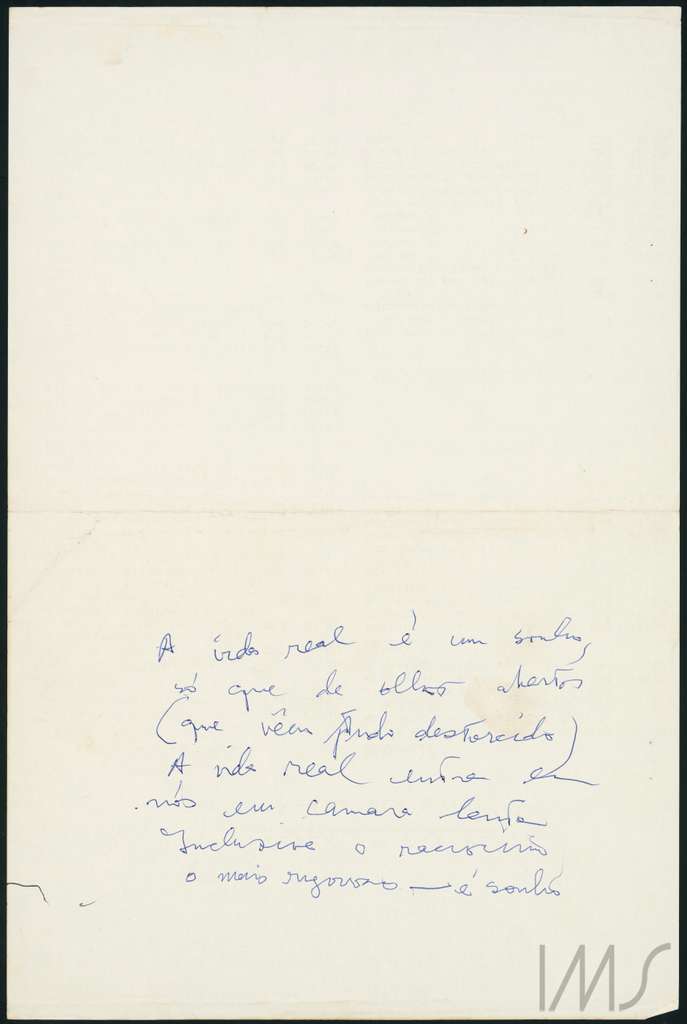 A vida real é um sonho,
só que de olhos abertos
(que vêem tudo destorcido)
A vida real entra em
nós em camara lenta
Inclusive o raciocínio
o mais rigoroso — é sonho
IMS